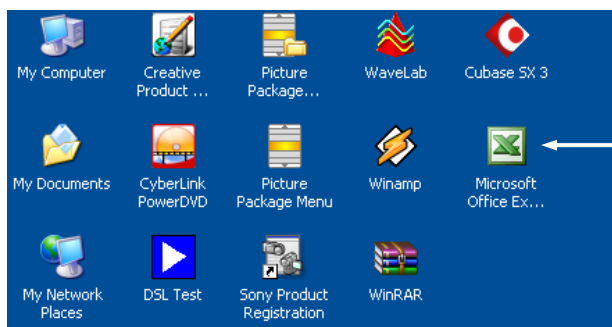 My Computer
Creative
Product ...
Picture
Package...
WaveLab
Cubase SX 3
My Documents
CyberLink
PowerDVD
Picture
Package Menu
Winamp
Microsoft
Office Ex...
My Network
Places
DSL Test
Sony Product
Registration
WinRAR